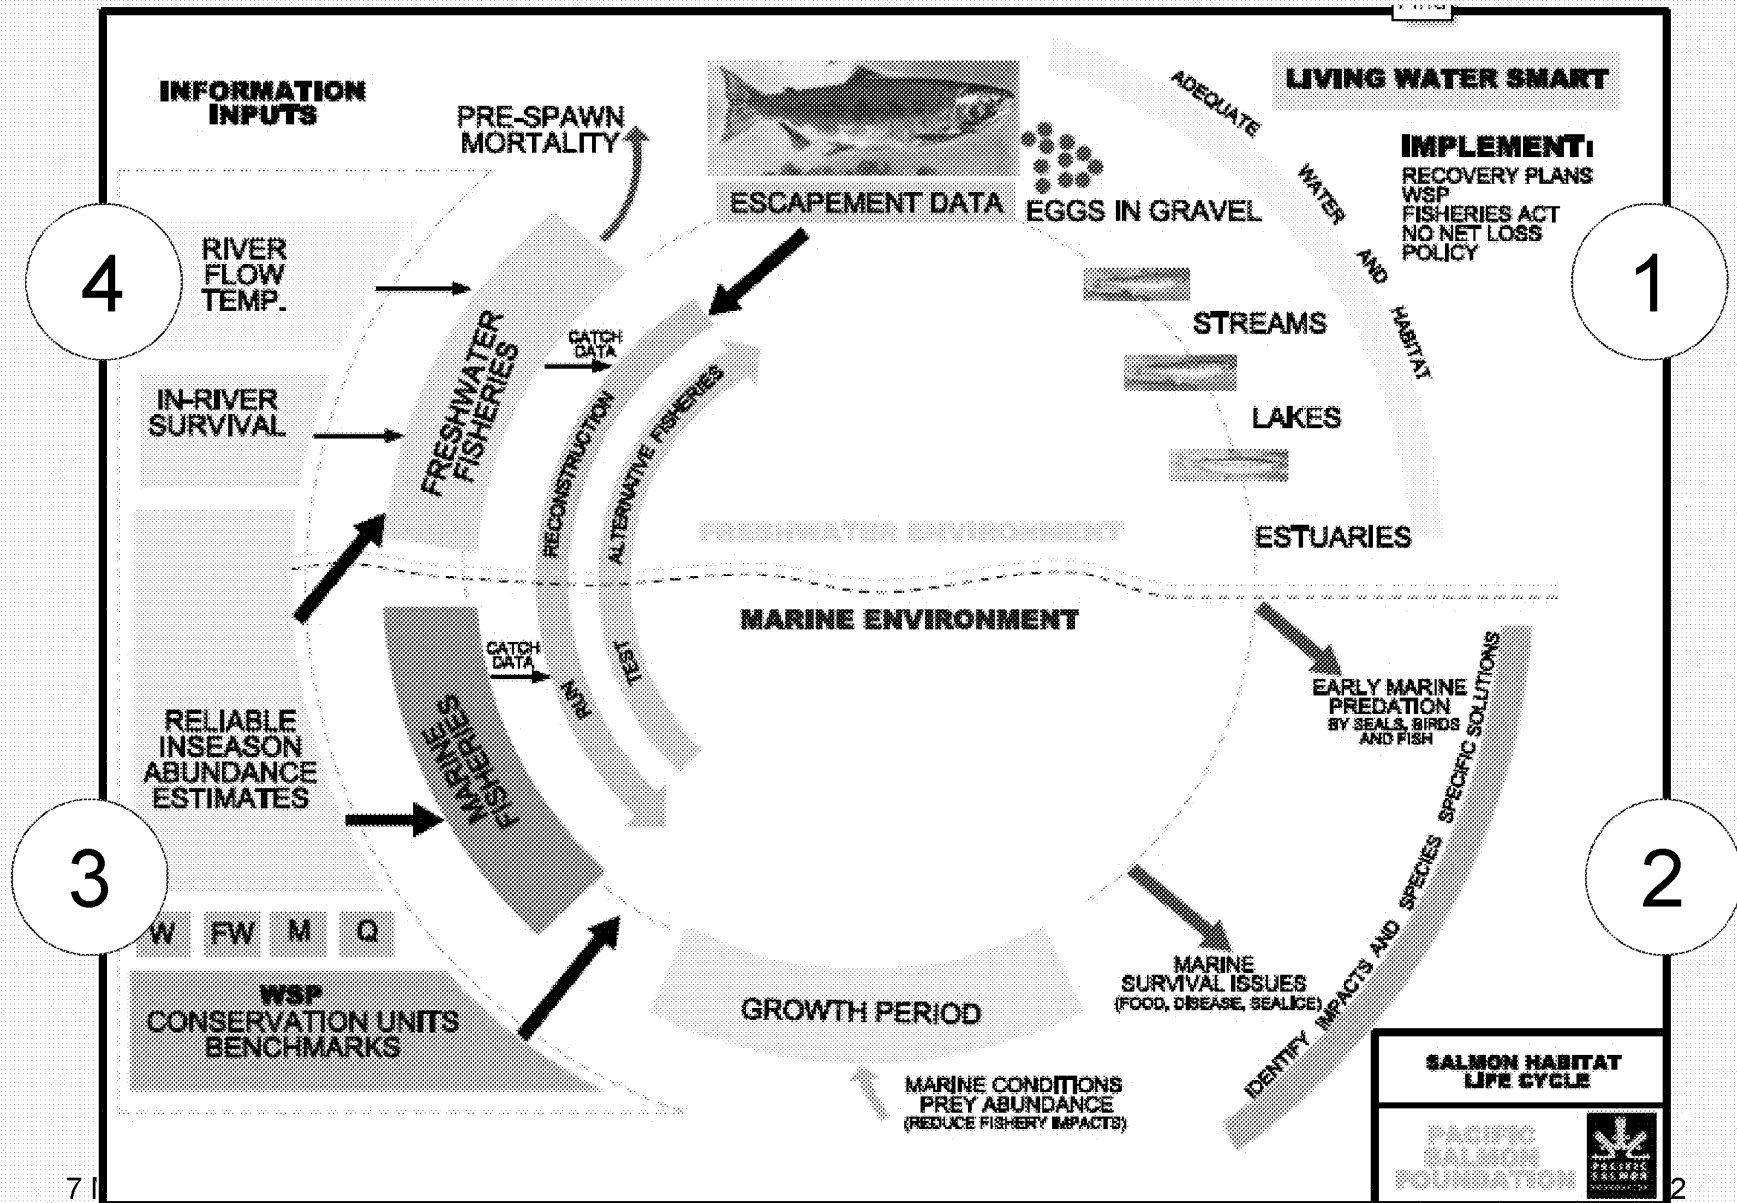 INFORMATION
INPUTS
PRE-SPAWN
MORTALITY
ESCAPEMENT DATA
EGGS IN GRAVEL
ADEQUATE WATER AND HABITAT
LIVING WATER SMART
IMPLEMENT:
RECOVERY PLANS
WSP
FISHERIES ACT
NO NET LOSS
POLICY
4
1
RIVER
FLOW
TEMP.
IN-RIVER
SURVIVAL
FRESHWATER
FISHERIES
CATCH
DATA
RUN RECONSTRUCTION
TEST ALTERNATIVE FISHERIES
STREAMS
LAKES
ESTUARIES
FRESHWATER ENVIRONMENT
MARINE ENVIRONMENT
CATCH
DATA
MARINE
FISHERIES
RELIABLE
INSEASON
ABUNDANCE
ESTIMATES
EARLY MARINE
PREDATION
BY SEALS, BIRDS
AND FISH
IDENTIFY IMPACTS AND SPECIES SPECIFIC SOLUTIONS
3
2
W FW M Q
WSP
CONSERVATION UNITS
BENCHMARKS
GROWTH PERIOD
MARINE
SURVIVAL ISSUES
(FOOD, DISEASE, SEALICE)
MARINE CONDITIONS
PREY ABUNDANCE
(REDUCE FISHERY IMPACTS)
SALMON HABITAT
LIFE CYCLE
PACIFIC
SALMON
FOUNDATION
PACIFIC
SALMON
7
2